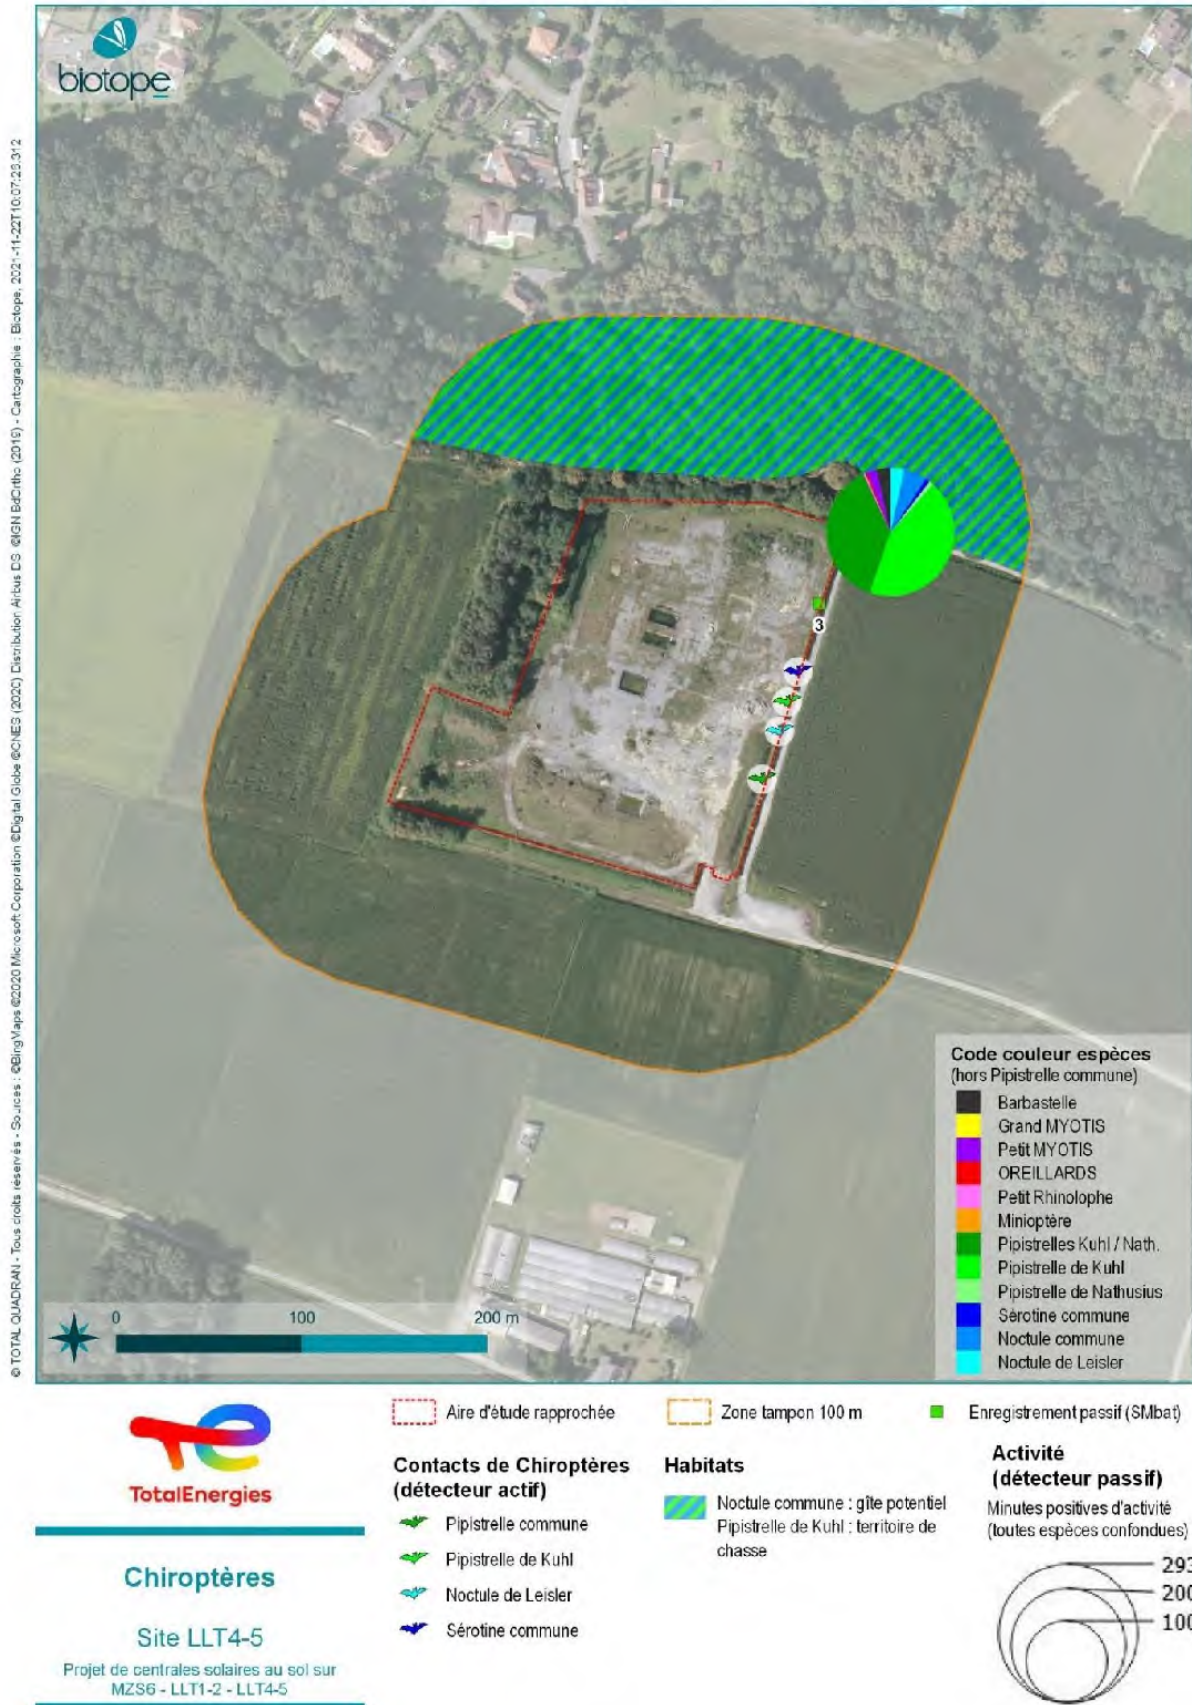 biotope
© TOTAL QUADRAN - Tous droits réservés - Sources : ©BingMaps ©2020 Microsoft Corporation ©Digital Globe ©CNES (2020) Distribution Airbus DS ©IGN BdOrtho (2019) - Cartographie : Biotope, 2021-11-22T10:07:29.312
3
Code couleur espèces
(hors Pipistrelle commune)
Barbastelle
Grand MYOTIS
Petit MYOTIS
OREILLARDS
Petit Rhinolophe
Minioptère
Pipistrelles Kuhl / Nath.
Pipistrelle de Kuhl
Pipistrelle de Nathusius
Sérotine commune
Noctule commune
Noctule de Leisler
0 100 200 m
TotalEnergies
Chiroptères
Site LLT4-5
Projet de centrales solaires au sol sur
MZS6 - LLT1-2 - LLT4-5
Aire d'étude rapprochée
Zone tampon 100 m
Enregistrement passif (SMbat)
Contacts de Chiroptères
(détecteur actif)
Pipistrelle commune
Pipistrelle de Kuhl
Noctule de Leisler
Sérotine commune
Habitats
Noctule commune : gîte potentiel
Pipistrelle de Kuhl : territoire de
chasse
Activité
(détecteur passif)
Minutes positives d'activité
(toutes espèces confondues)
293
200
100